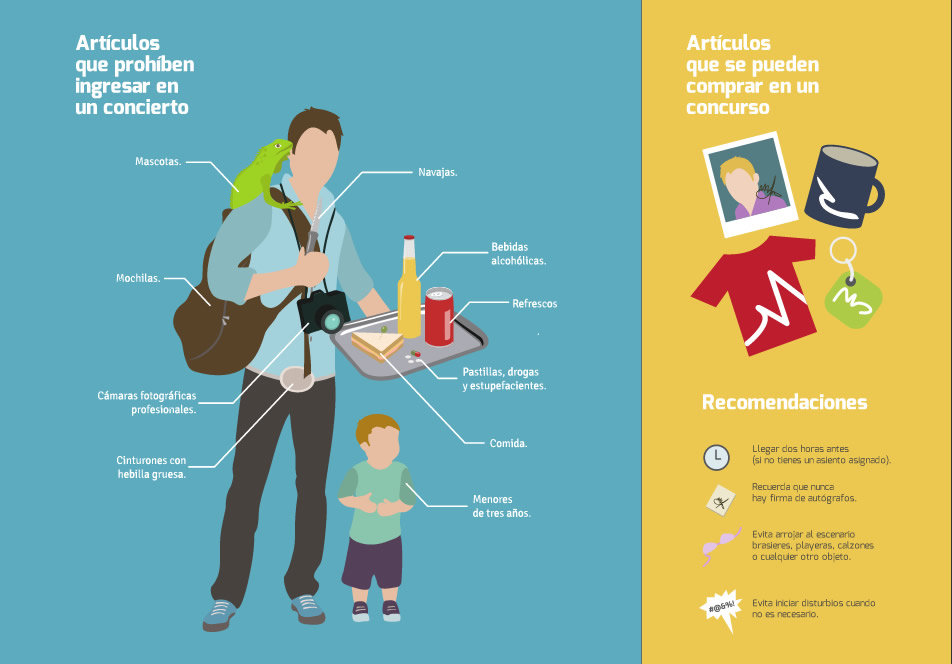 Artículos
que prohíben
ingresar en
un concierto
Mascotas.
Navajas.
Bebidas
alcohólicas.
Mochilas.
Refrescos
Pastillas, drogas
y estupefacientes.
Cámaras fotográficas
profesionales.
Comida.
Cinturones con
hebilla gruesa.
Menores
de tres años.
Artículos
que se pueden
comprar en un
concurso
Recomendaciones
Llegar dos horas antes
(si no tienes un asiento asignado).
Recuerda que nunca
hay firma de autógrafos.
Evita arrojar al escenario
brasieres, playeras, calzones
o cualquier otro objeto.
#@&%!
Evita iniciar disturbios cuando
no es necesario.